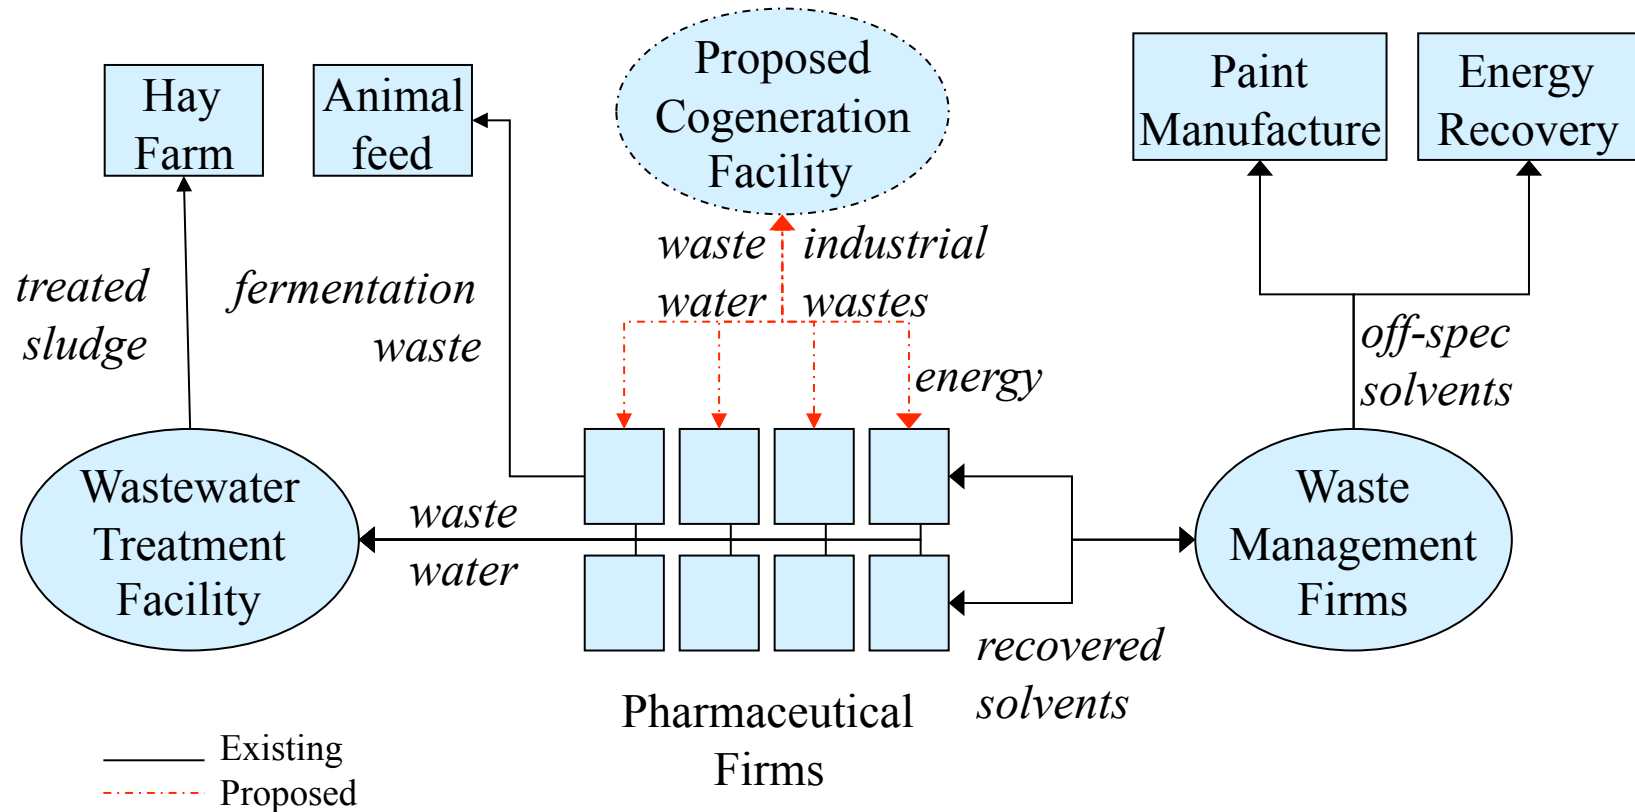 Hay
Farm
Animal
feed
Proposed
Cogeneration
Facility
Paint
Manufacture
Energy
Recovery
treated
sludge
fermentation
waste
waste
water
industrial
wastes
energy
off-spec
solvents
Wastewater
Treatment
Facility
waste
water
Waste
Management
Firms
recovered
solvents
Pharmaceutical
Firms
Existing
Proposed